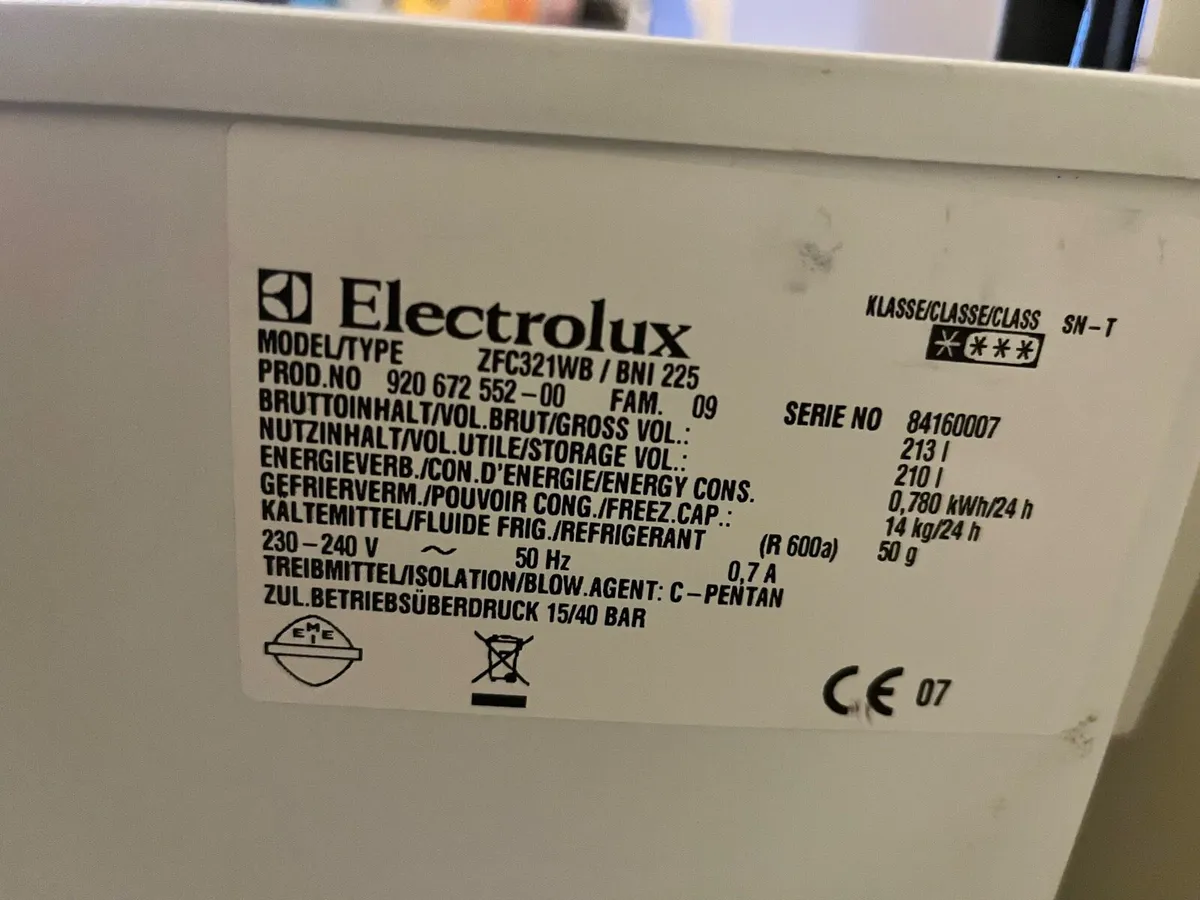 Electrolux
KLASSE/CLASSE/CLASS SN-T
MODEL/TYPE ZFC321WB / BNI 225
PROD.NO 920 672 552-00 FAM. 09 SERIE NO 84160007
BRUTTOINHALT/VOL.BRUT/GROSS VOL.: 213 l
NUTZINHALT/VOL.UTILE/STORAGE VOL.: 210 l
ENERGIEVERB./CON.D'ENERGIE/ENERGY CONS. 0,780 kWh/24 h
GEFRIERVERM./POUVOIR CONG./FREEZ.CAP.: 14 kg/24 h
KÄLTEMITTEL/FLUIDE FRIG./REFRIGERANT (R 600a) 50 g
230-240 V ~ 50 Hz 0,7 A
TREIBMITTEL/ISOLATION/BLOW.AGENT: C-PENTAN
ZUL.BETRIEBSÜBERDRUCK 15/40 BAR
EMEI
CE 07